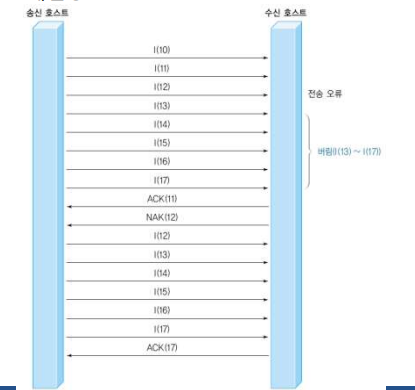 송신 호스트
수신 호스트
I(10)
I(11)
I(12)
전송 오류
I(13)
I(14)
I(15)
버림(I(13) ~ I(17))
I(16)
I(17)
ACK(11)
NAK(12)
I(12)
I(13)
I(14)
I(15)
I(16)
I(17)
ACK(17)